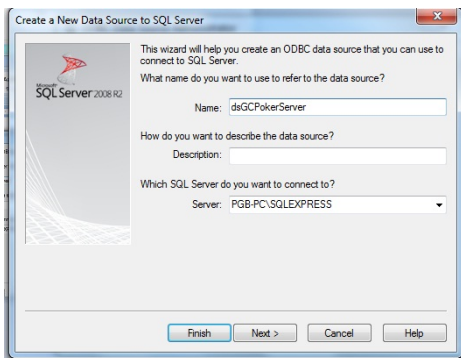 Create a New Data Source to SQL Server
This wizard will help you create an ODBC data source that you can use to
connect to SQL Server.
What name do you want to use to refer to the data source?
Microsoft
SQL Server 2008 R2
Name: dsGCPokerServer
How do you want to describe the data source?
Description:
Which SQL Server do you want to connect to?
Server: PGB-PC\SQLEXPRESS
Finish Next > Cancel Help